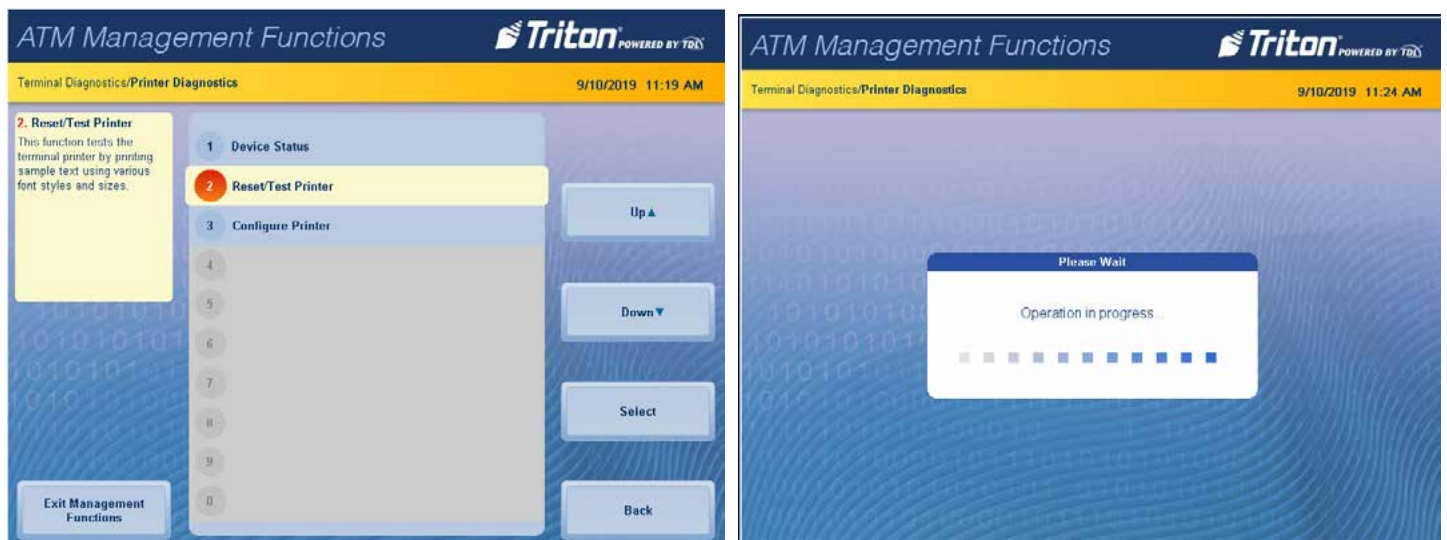 ATM Management Functions
Triton POWERED BY TDL
Terminal Diagnostics/Printer Diagnostics
9/10/2019 11:19 AM
2. Reset/Test Printer
This function tests the
terminal printer by printing
sample text using various
font styles and sizes.
1 Device Status
2 Reset/Test Printer
3 Configure Printer
4
5
6
7
8
9
0
Up▲
Down▼
Select
Back
Exit Management
Functions
ATM Management Functions
Triton POWERED BY TDL
Terminal Diagnostics/Printer Diagnostics
9/10/2019 11:24 AM
Please Wait
Operation in progress...